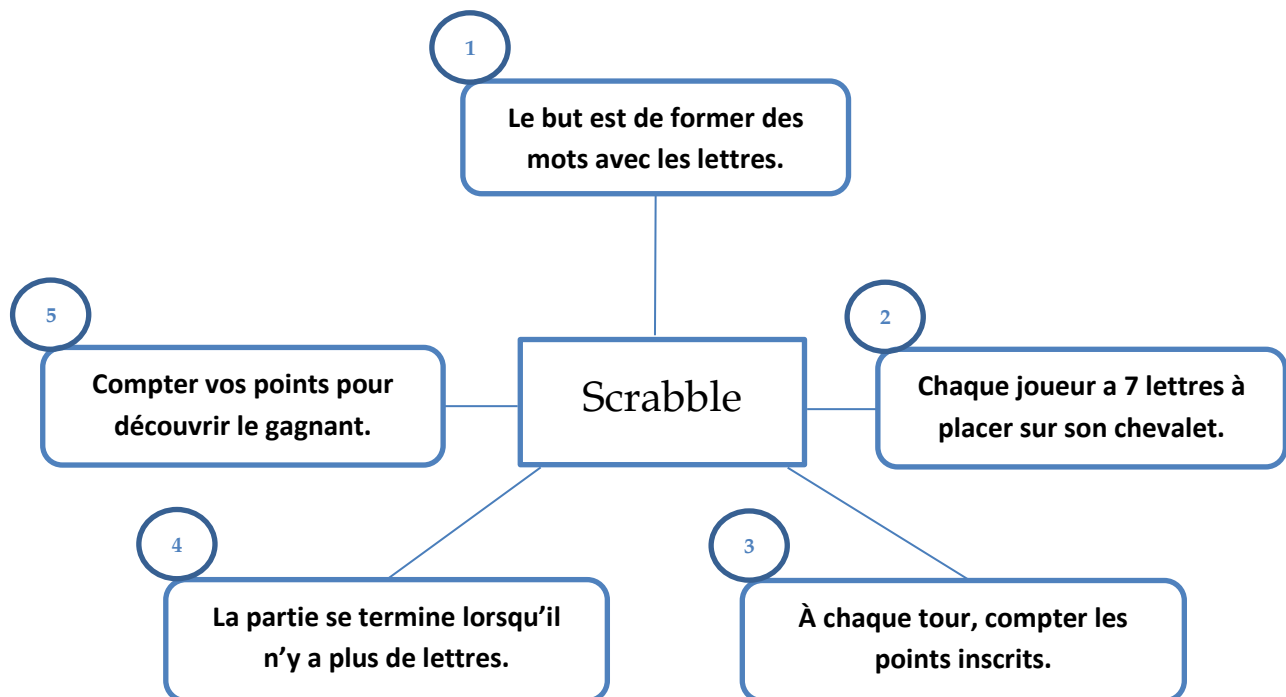 1
Le but est de former des
mots avec les lettres.
5
2
Compter vos points pour
découvrir le gagnant.
Scrabble
Chaque joueur a 7 lettres à
placer sur son chevalet.
4
3
La partie se termine lorsqu’il
n’y a plus de lettres.
À chaque tour, compter les
points inscrits.